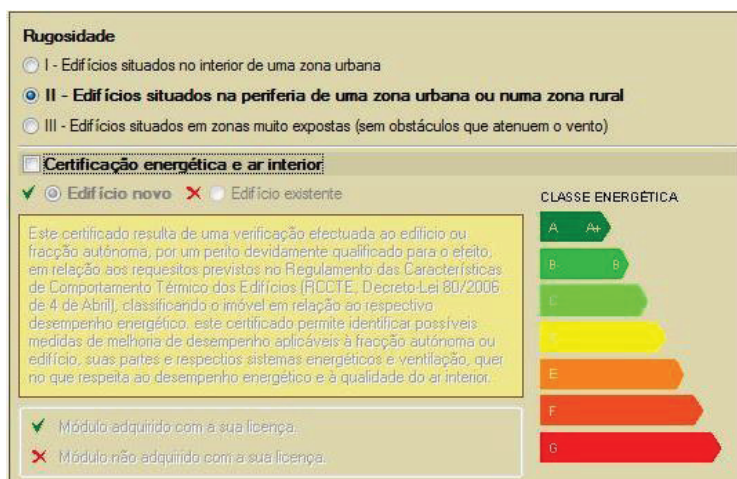 Rugosidade
I - Edifícios situados no interior de uma zona urbana
II - Edifícios situados na periferia de uma zona urbana ou numa zona rural
III - Edifícios situados em zonas muito expostas (sem obstáculos que atenuem o vento)
Certificação energética e ar interior
Edifício novo Edifício existente
Este certificado resulta de uma verificação efectuada ao edifício ou
fracção autónoma, por um perito devidamente qualificado para o efeito,
em relação aos requesitos previstos no Regulamento das Características
de Comportamento Térmico dos Edifícios (RCCTE, Decreto-Lei 80/2006
de 4 de Abril), classificando o imóvel em relação ao respectivo
desempenho energético. este certificado permite identificar possíveis
medidas de melhoria de desempenho aplicáveis à fracção autónoma ou
edifício, suas partes e respectios sistemas energéticos e ventilação, quer
no que respeita ao desempenho energético e à qualidade do ar interior.
Módulo adquirido com a sua licença.
Módulo não adquirido com a sua licença.
CLASSE ENERGÉTICA
A A+
B B
C
E
F
G